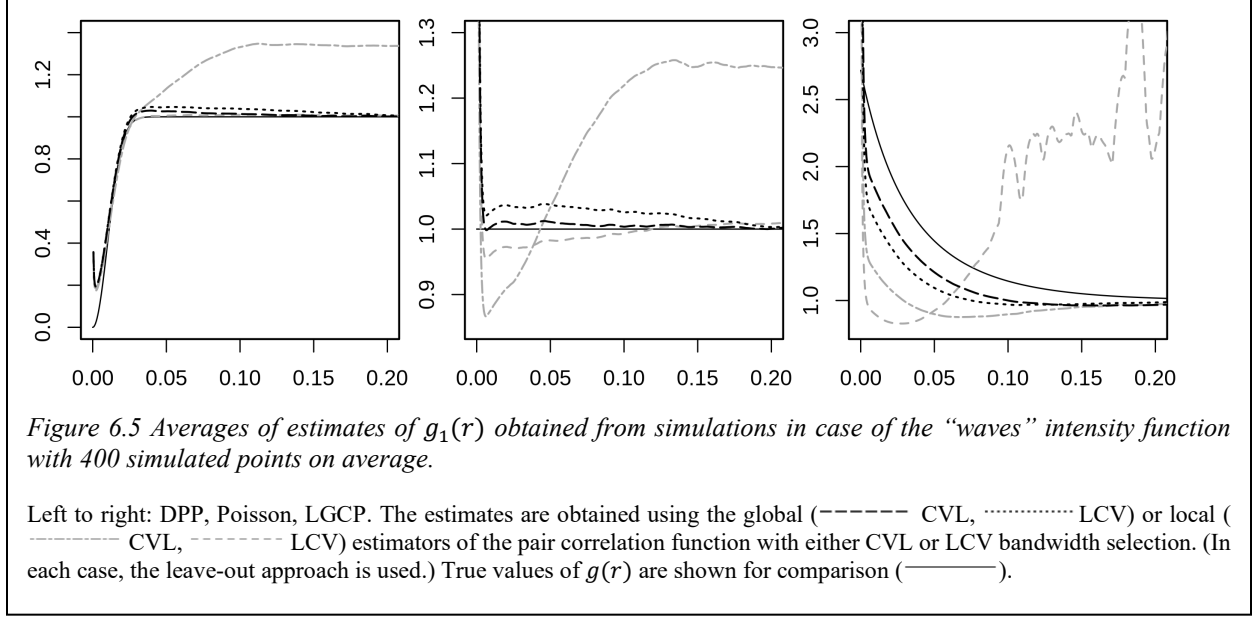 1.2
0.8
0.4
0.0
0.00 0.05 0.10 0.15 0.20
1.3
1.2
1.1
1.0
0.9
0.00 0.05 0.10 0.15 0.20
3.0
2.5
2.0
1.5
1.0
0.00 0.05 0.10 0.15 0.20
Figure 6.5 Averages of estimates of g₁(r) obtained from simulations in case of the “waves” intensity function
with 400 simulated points on average.
Left to right: DPP, Poisson, LGCP. The estimates are obtained using the global ( CVL, LCV) or local (
CVL, LCV) estimators of the pair correlation function with either CVL or LCV bandwidth selection. (In
each case, the leave-out approach is used.) True values of g(r) are shown for comparison ( ).